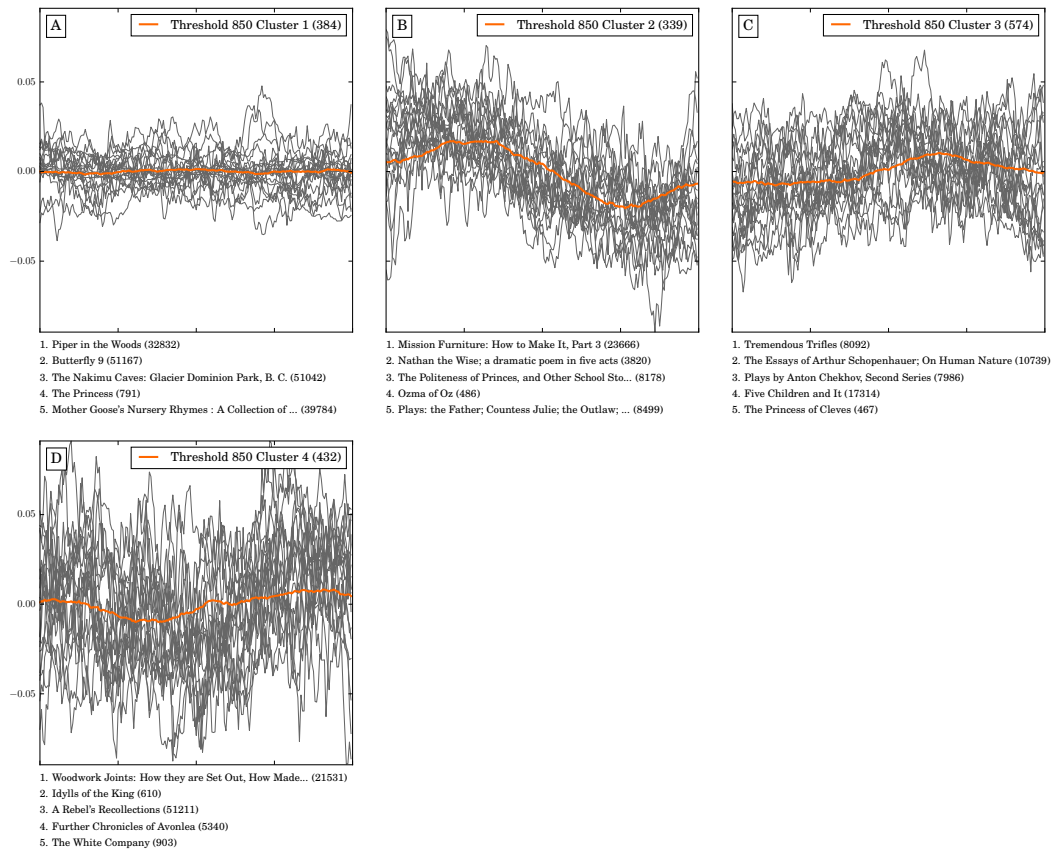 A
Threshold 850 Cluster 1 (384)
B
Threshold 850 Cluster 2 (339)
C
Threshold 850 Cluster 3 (574)
0.05
0.00
−0.05
1. Piper in the Woods (32832)
2. Butterfly 9 (51167)
3. The Nakimu Caves: Glacier Dominion Park, B. C. (51042)
4. The Princess (791)
5. Mother Goose's Nursery Rhymes : A Collection of ... (39784)
1. Mission Furniture: How to Make It, Part 3 (23666)
2. Nathan the Wise; a dramatic poem in five acts (3820)
3. The Politeness of Princes, and Other School Sto... (8178)
4. Ozma of Oz (486)
5. Plays: the Father; Countess Julie; the Outlaw; ... (8499)
1. Tremendous Trifles (8092)
2. The Essays of Arthur Schopenhauer; On Human Nature (10739)
3. Plays by Anton Chekhov, Second Series (7986)
4. Five Children and It (17314)
5. The Princess of Cleves (467)
D
Threshold 850 Cluster 4 (432)
0.05
0.00
−0.05
1. Woodwork Joints: How they are Set Out, How Made... (21531)
2. Idylls of the King (610)
3. A Rebel's Recollections (51211)
4. Further Chronicles of Avonlea (5340)
5. The White Company (903)